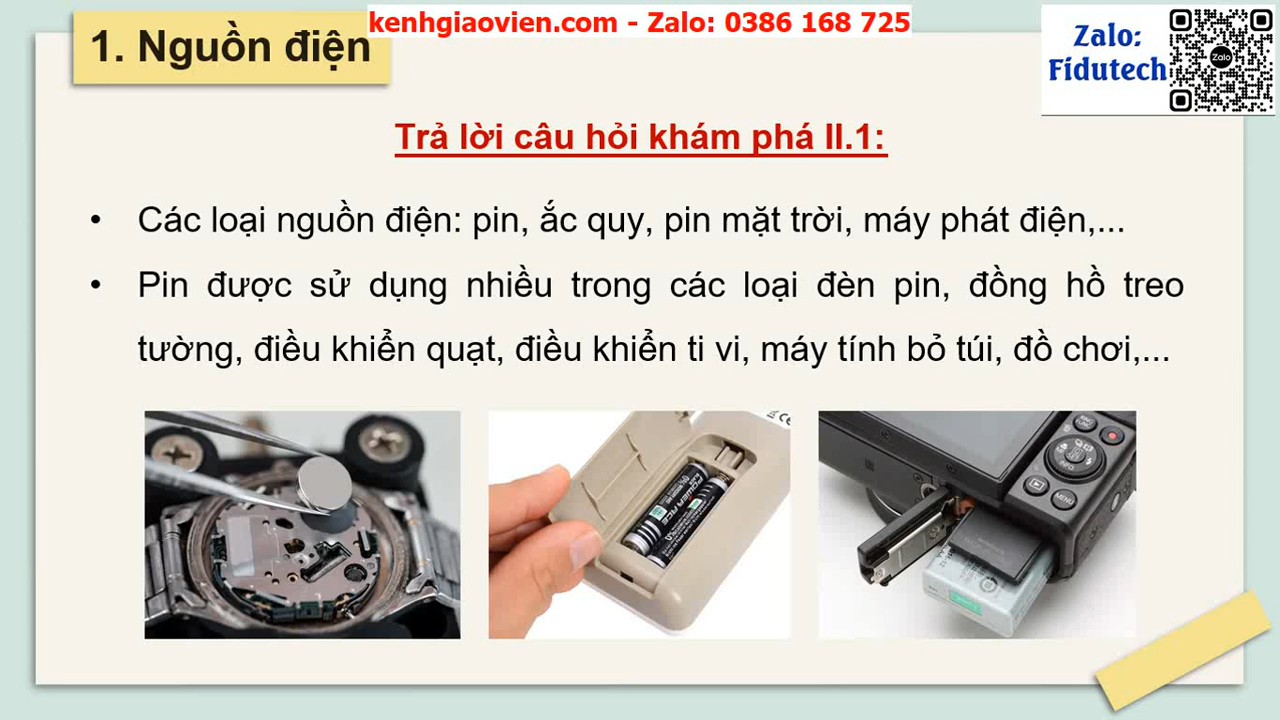 kenhgiaovien.com - Zalo: 0386 168 725
Zalo:
Fidutech
Zalo
1. Nguồn điện
Trả lời câu hỏi khám phá II.1:
• Các loại nguồn điện: pin, ắc quy, pin mặt trời, máy phát điện,...
• Pin được sử dụng nhiều trong các loại đèn pin, đồng hồ treo
tường, điều khiển quạt, điều khiển ti vi, máy tính bỏ túi, đồ chơi,...
MENU